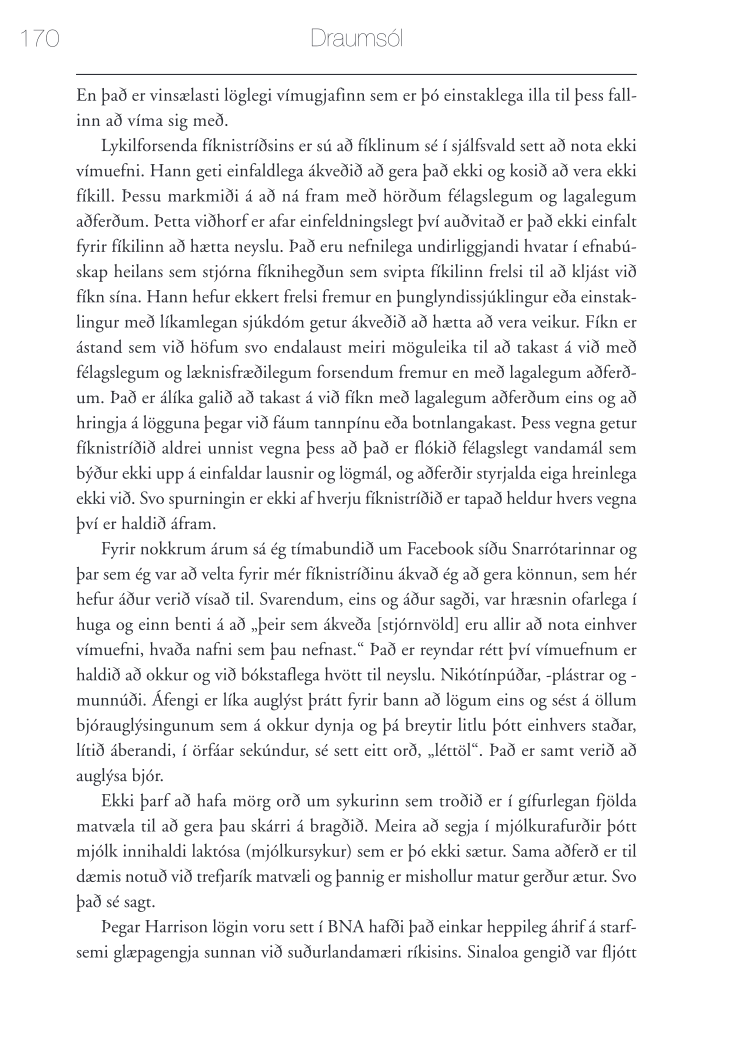 170
Draumsól
En það er vinsælasti löglegi vímugjafinn sem er þó einstaklega illa til þess fall-
inn að víma sig með.
Lykilforsenda fíknistríðsins er sú að fíklinum sé í sjálfsvald sett að nota ekki
vímuefni. Hann geti einfaldlega ákveðið að gera það ekki og kosið að vera ekki
fíkill. Þessu markmiði á að ná fram með hörðum félagslegum og lagalegum
aðferðum. Þetta viðhorf er afar einfeldningslegt því auðvitað er það ekki einfalt
fyrir fíkilinn að hætta neyslu. Það eru nefnilega undirliggjandi hvatar í efnabú-
skap heilans sem stjórna fíknihegðun sem svipta fíkilinn frelsi til að kljást við
fíkn sína. Hann hefur ekkert frelsi fremur en þunglyndissjúklingur eða einstak-
lingur með líkamlegan sjúkdóm getur ákveðið að hætta að vera veikur. Fíkn er
ástand sem við höfum svo endalaust meiri möguleika til að takast á við með
félagslegum og læknisfræðilegum forsendum fremur en með lagalegum aðferð-
um. Það er álíka galið að takast á við fíkn með lagalegum aðferðum eins og að
hringja á lögguna þegar við fáum tannpínu eða botnlangakast. Þess vegna getur
fíknistríðið aldrei unnist vegna þess að það er flókið félagslegt vandamál sem
býður ekki upp á einfaldar lausnir og lögmál, og aðferðir styrjalda eiga hreinlega
ekki við. Svo spurningin er ekki af hverju fíknistríðið er tapað heldur hvers vegna
því er haldið áfram.
Fyrir nokkrum árum sá ég tímabundið um Facebook síðu Snarrótarinnar og
þar sem ég var að velta fyrir mér fíknistríðinu ákvað ég að gera könnun, sem hér
hefur áður verið vísað til. Svarendum, eins og áður sagði, var hræsnin ofarlega í
huga og einn benti á að „þeir sem ákveða [stjórnvöld] eru allir að nota einhver
vímuefni, hvaða nafni sem þau nefnast.“ Það er reyndar rétt því vímuefnum er
haldið að okkur og við bókstaflega hvött til neyslu. Nikótínpúðar, -plástrar og -
munnúði. Áfengi er líka auglýst þrátt fyrir bann að lögum eins og sést á öllum
bjórauglýsingunum sem á okkur dynja og þá breytir litlu þótt einhvers staðar,
lítið áberandi, í örfáar sekúndur, sé sett eitt orð, „léttöl“. Það er samt verið að
auglýsa bjór.
Ekki þarf að hafa mörg orð um sykurinn sem troðið er í gífurlegan fjölda
matvæla til að gera þau skárri á bragðið. Meira að segja í mjólkurafurðir þótt
mjólk innihaldi laktósa (mjólkursykur) sem er þó ekki sætur. Sama aðferð er til
dæmis notuð við trefjarík matvæli og þannig er mishollur matur gerður ætur. Svo
það sé sagt.
Þegar Harrison lögin voru sett í BNA hafði það einkar heppileg áhrif á starf-
semi glæpagengja sunnan við suðurlandamæri ríkisins. Sinaloa gengið var fljótt